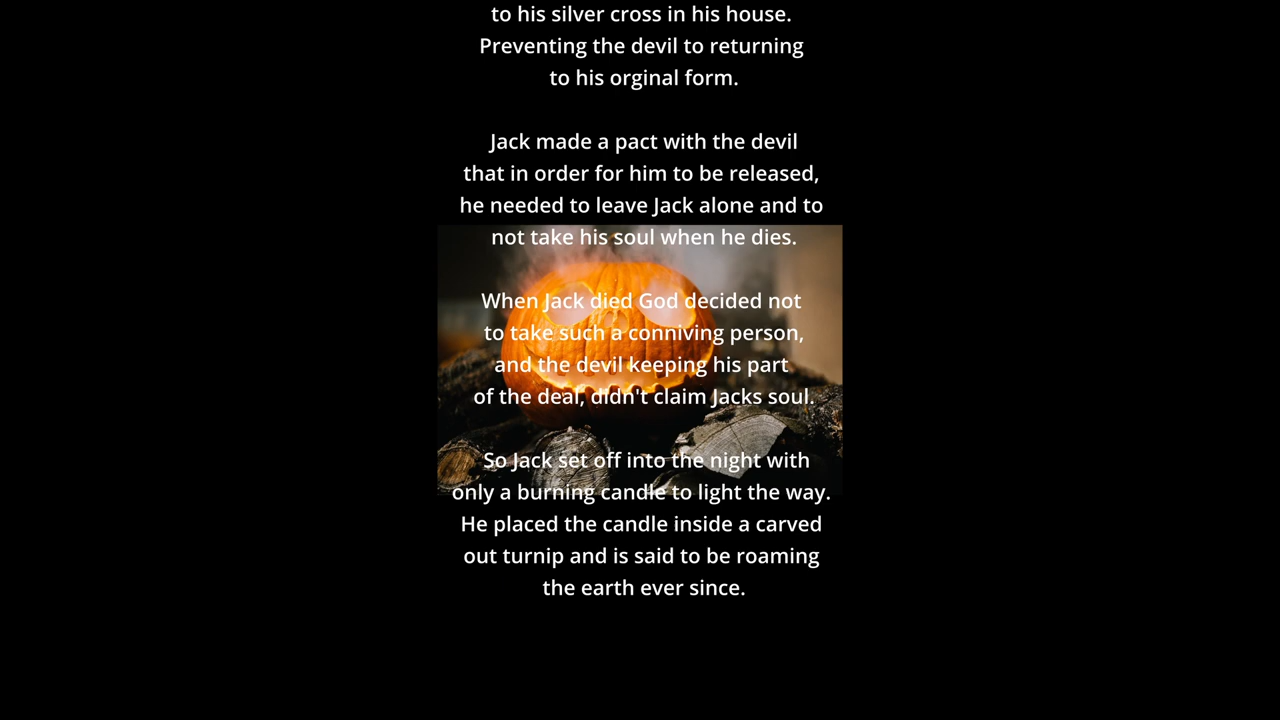 to his silver cross in his house.
Preventing the devil to returning
to his orginal form.
Jack made a pact with the devil
that in order for him to be released,
he needed to leave Jack alone and to
not take his soul when he dies.
When Jack died God decided not
to take such a conniving person,
and the devil keeping his part
of the deal, didn't claim Jacks soul.
So Jack set off into the night with
only a burning candle to light the way.
He placed the candle inside a carved
out turnip and is said to be roaming
the earth ever since.